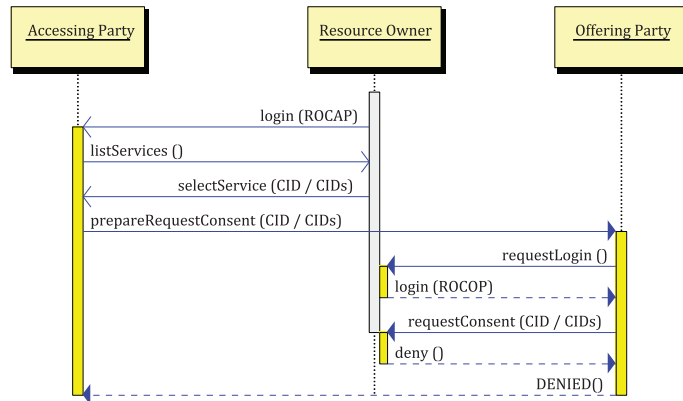 Accessing Party
Resource Owner
Offering Party
login (ROCAP)
listServices ()
selectService (CID / CIDs)
prepareRequestConsent (CID / CIDs)
requestLogin ()
login (ROCOP)
requestConsent (CID / CIDs)
deny ()
DENIED()